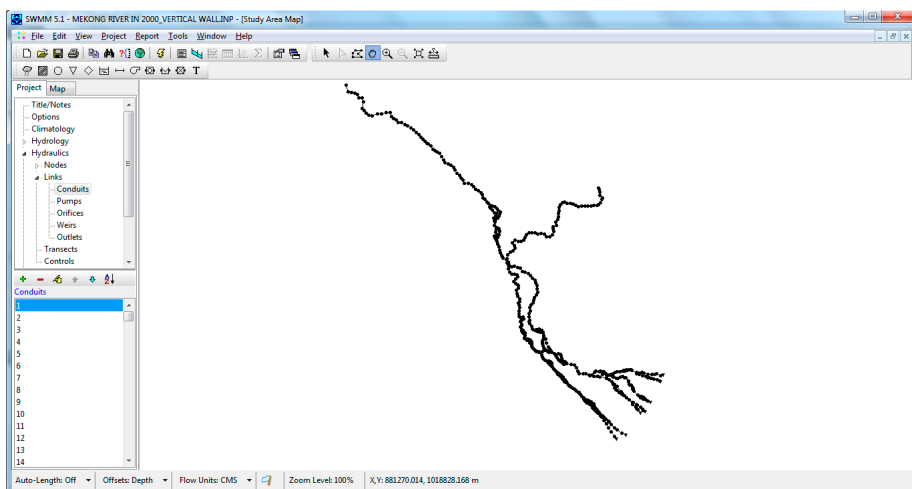 SWMM 5.1 - MEKONG RIVER IN 2000_VERTICAL WALL.INP - [Study Area Map]
File Edit View Project Report Tools Window Help
T
Project Map
Title/Notes
Options
Climatology
Hydrology
Hydraulics
Nodes
Links
Conduits
Pumps
Orifices
Weirs
Outlets
Transects
Controls
Conduits
1
2
3
4
5
6
7
8
9
10
11
12
13
14
Auto-Length: Off Offsets: Depth Flow Units: CMS Zoom Level: 100% X,Y: 881270.014, 1018828.168 m